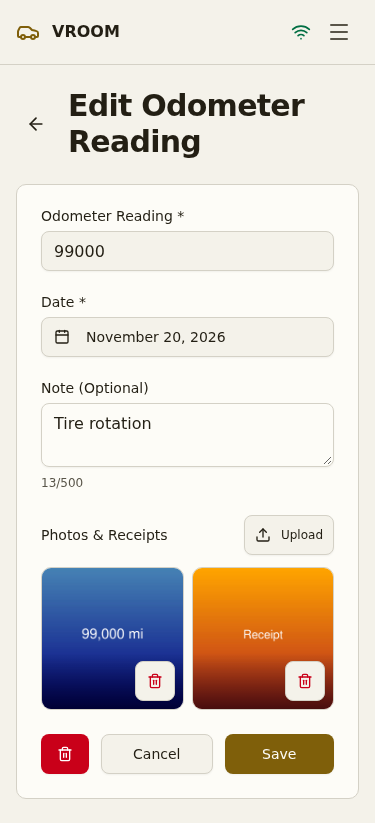 VROOM
Edit Odometer
Reading
Odometer Reading *
99000
Date *
November 20, 2026
Note (Optional)
Tire rotation
13/500
Photos & Receipts
Upload
99,000 mi
Receipt
Cancel
Save